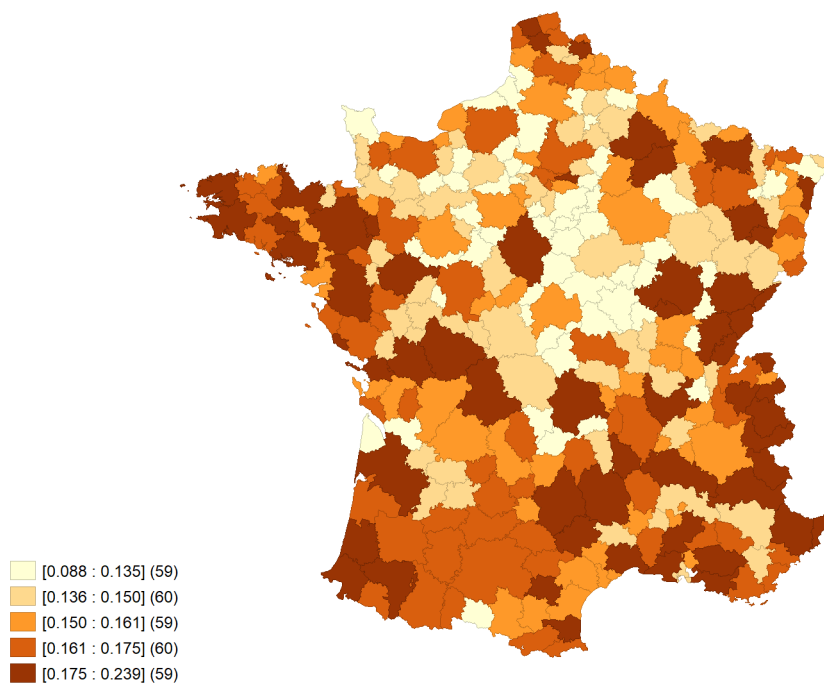 [0.088 : 0.135] (59)
[0.136 : 0.150] (60)
[0.150 : 0.161] (59)
[0.161 : 0.175] (60)
[0.175 : 0.239] (59)